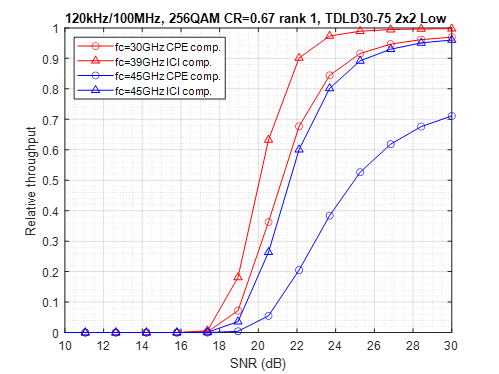 120kHz/100MHz, 256QAM CR=0.67 rank 1, TDLD30-75 2x2 Low
fc=30GHz CPE comp.
fc=39GHz ICI comp.
fc=45GHz CPE comp.
fc=45GHz ICI comp.
Relative throughput
1
0.9
0.8
0.7
0.6
0.5
0.4
0.3
0.2
0.1
0
10 12 14 16 18 20 22 24 26 28 30
SNR (dB)